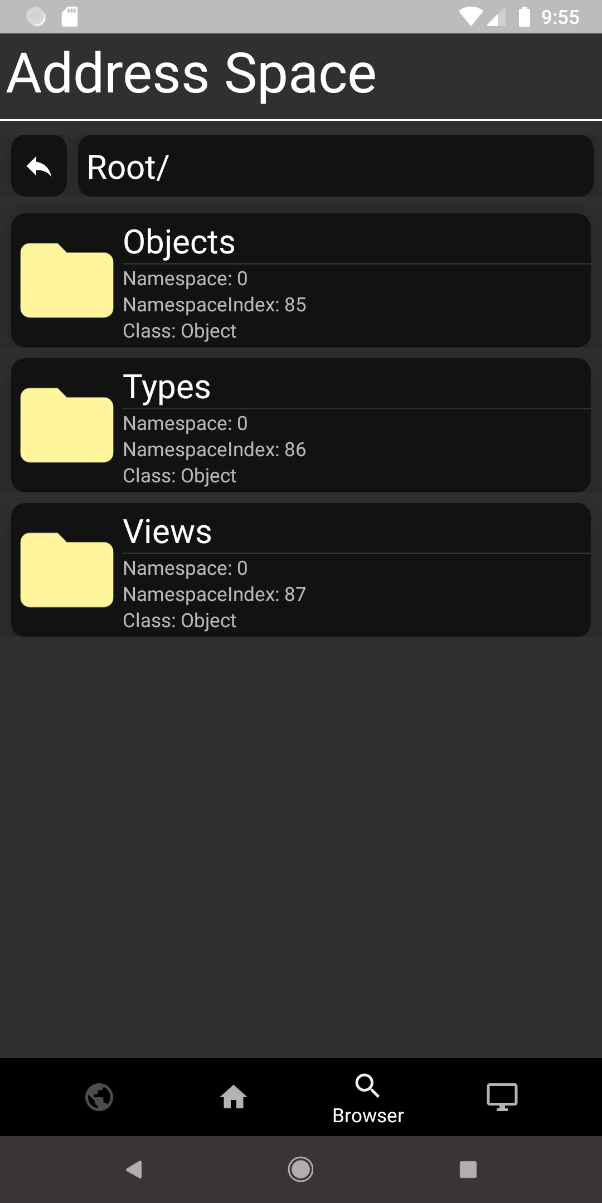 9:55
Address Space
Root/
Objects
Namespace: 0
NamespaceIndex: 85
Class: Object
Types
Namespace: 0
NamespaceIndex: 86
Class: Object
Views
Namespace: 0
NamespaceIndex: 87
Class: Object
Browser